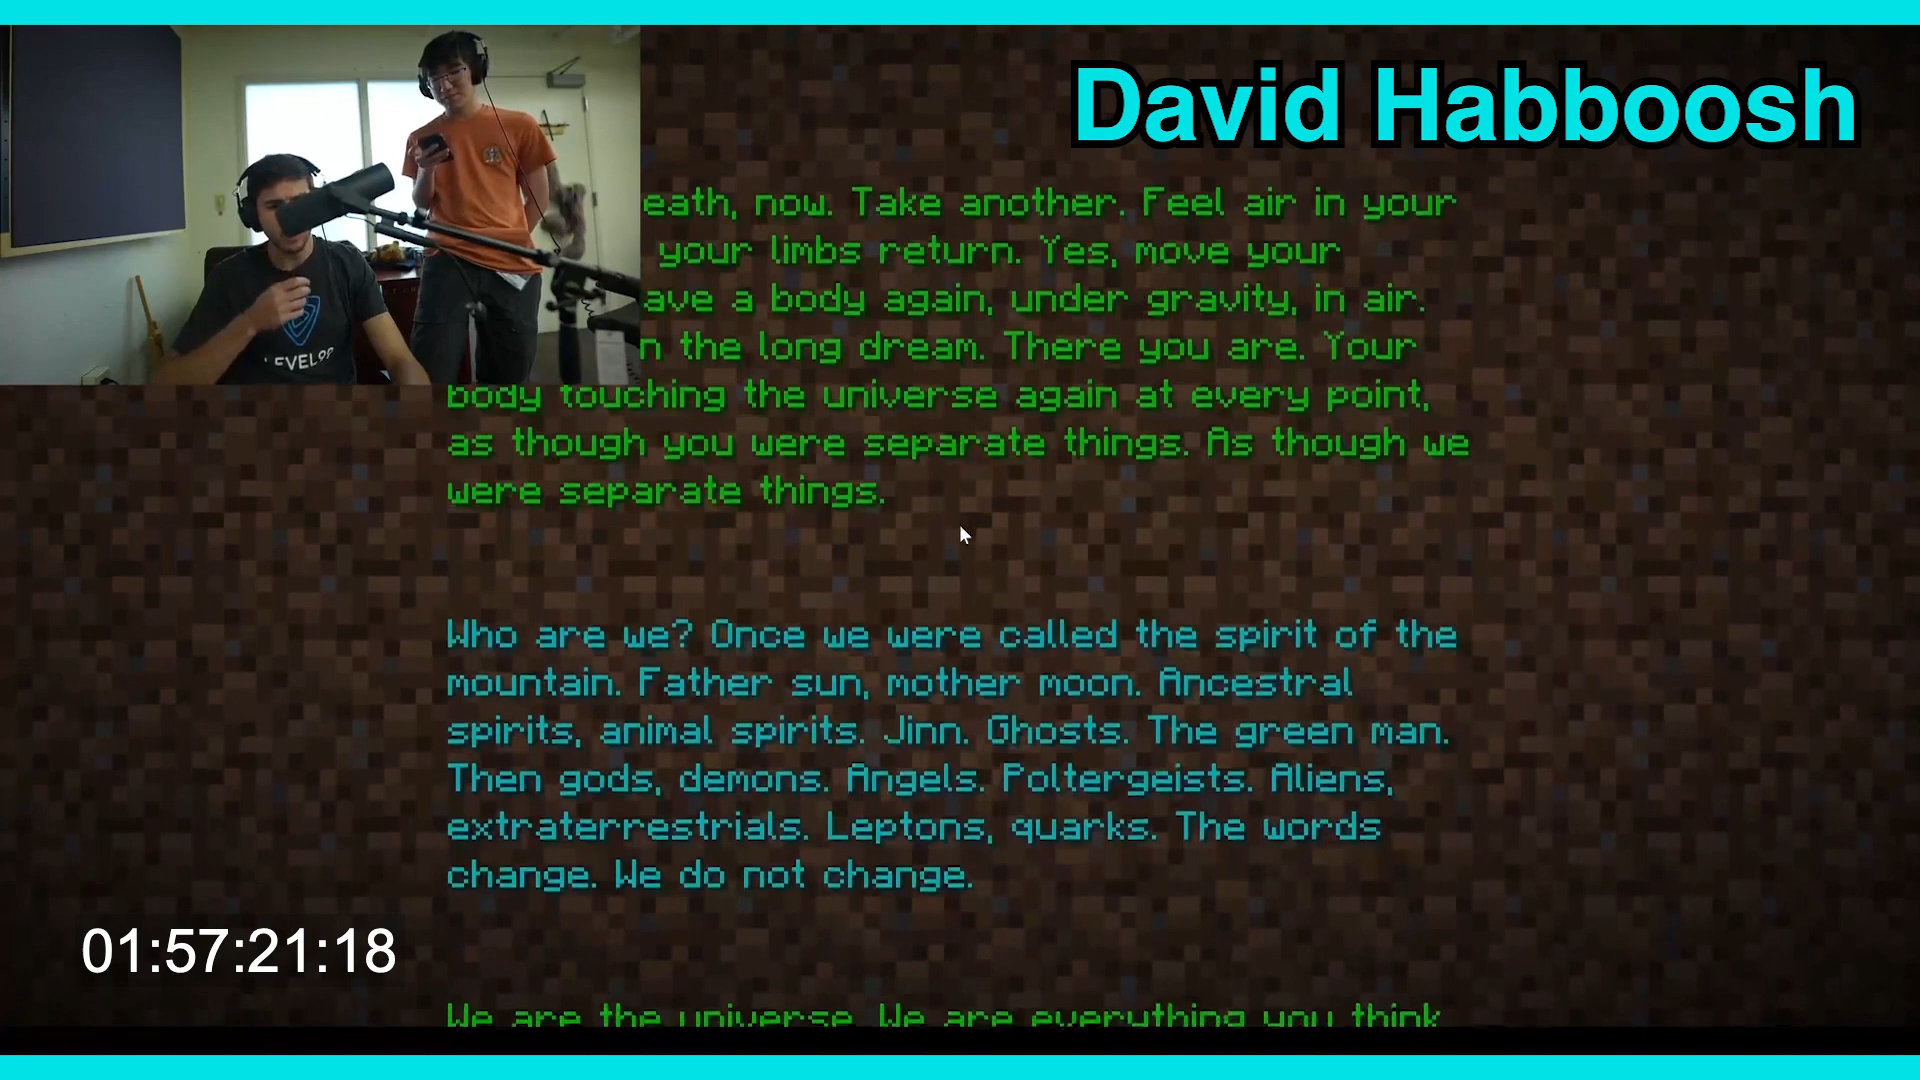 David Habboosh
eath, now. Take another. Feel air in your
your limbs return. Yes, move your
ave a body again, under gravity, in air.
n the long dream. There you are. Your
body touching the universe again at every point,
as though you were separate things. As though we
were separate things.
Who are we? Once we were called the spirit of the
mountain. Father sun, mother moon. Ancestral
spirits, animal spirits. Jinn. Ghosts. The green man.
Then gods, demons. Angels. Poltergeists. Aliens,
extraterrestrials. Leptons, quarks. The words
change. We do not change.
01:57:21:18
We are the universe. We are everything you think